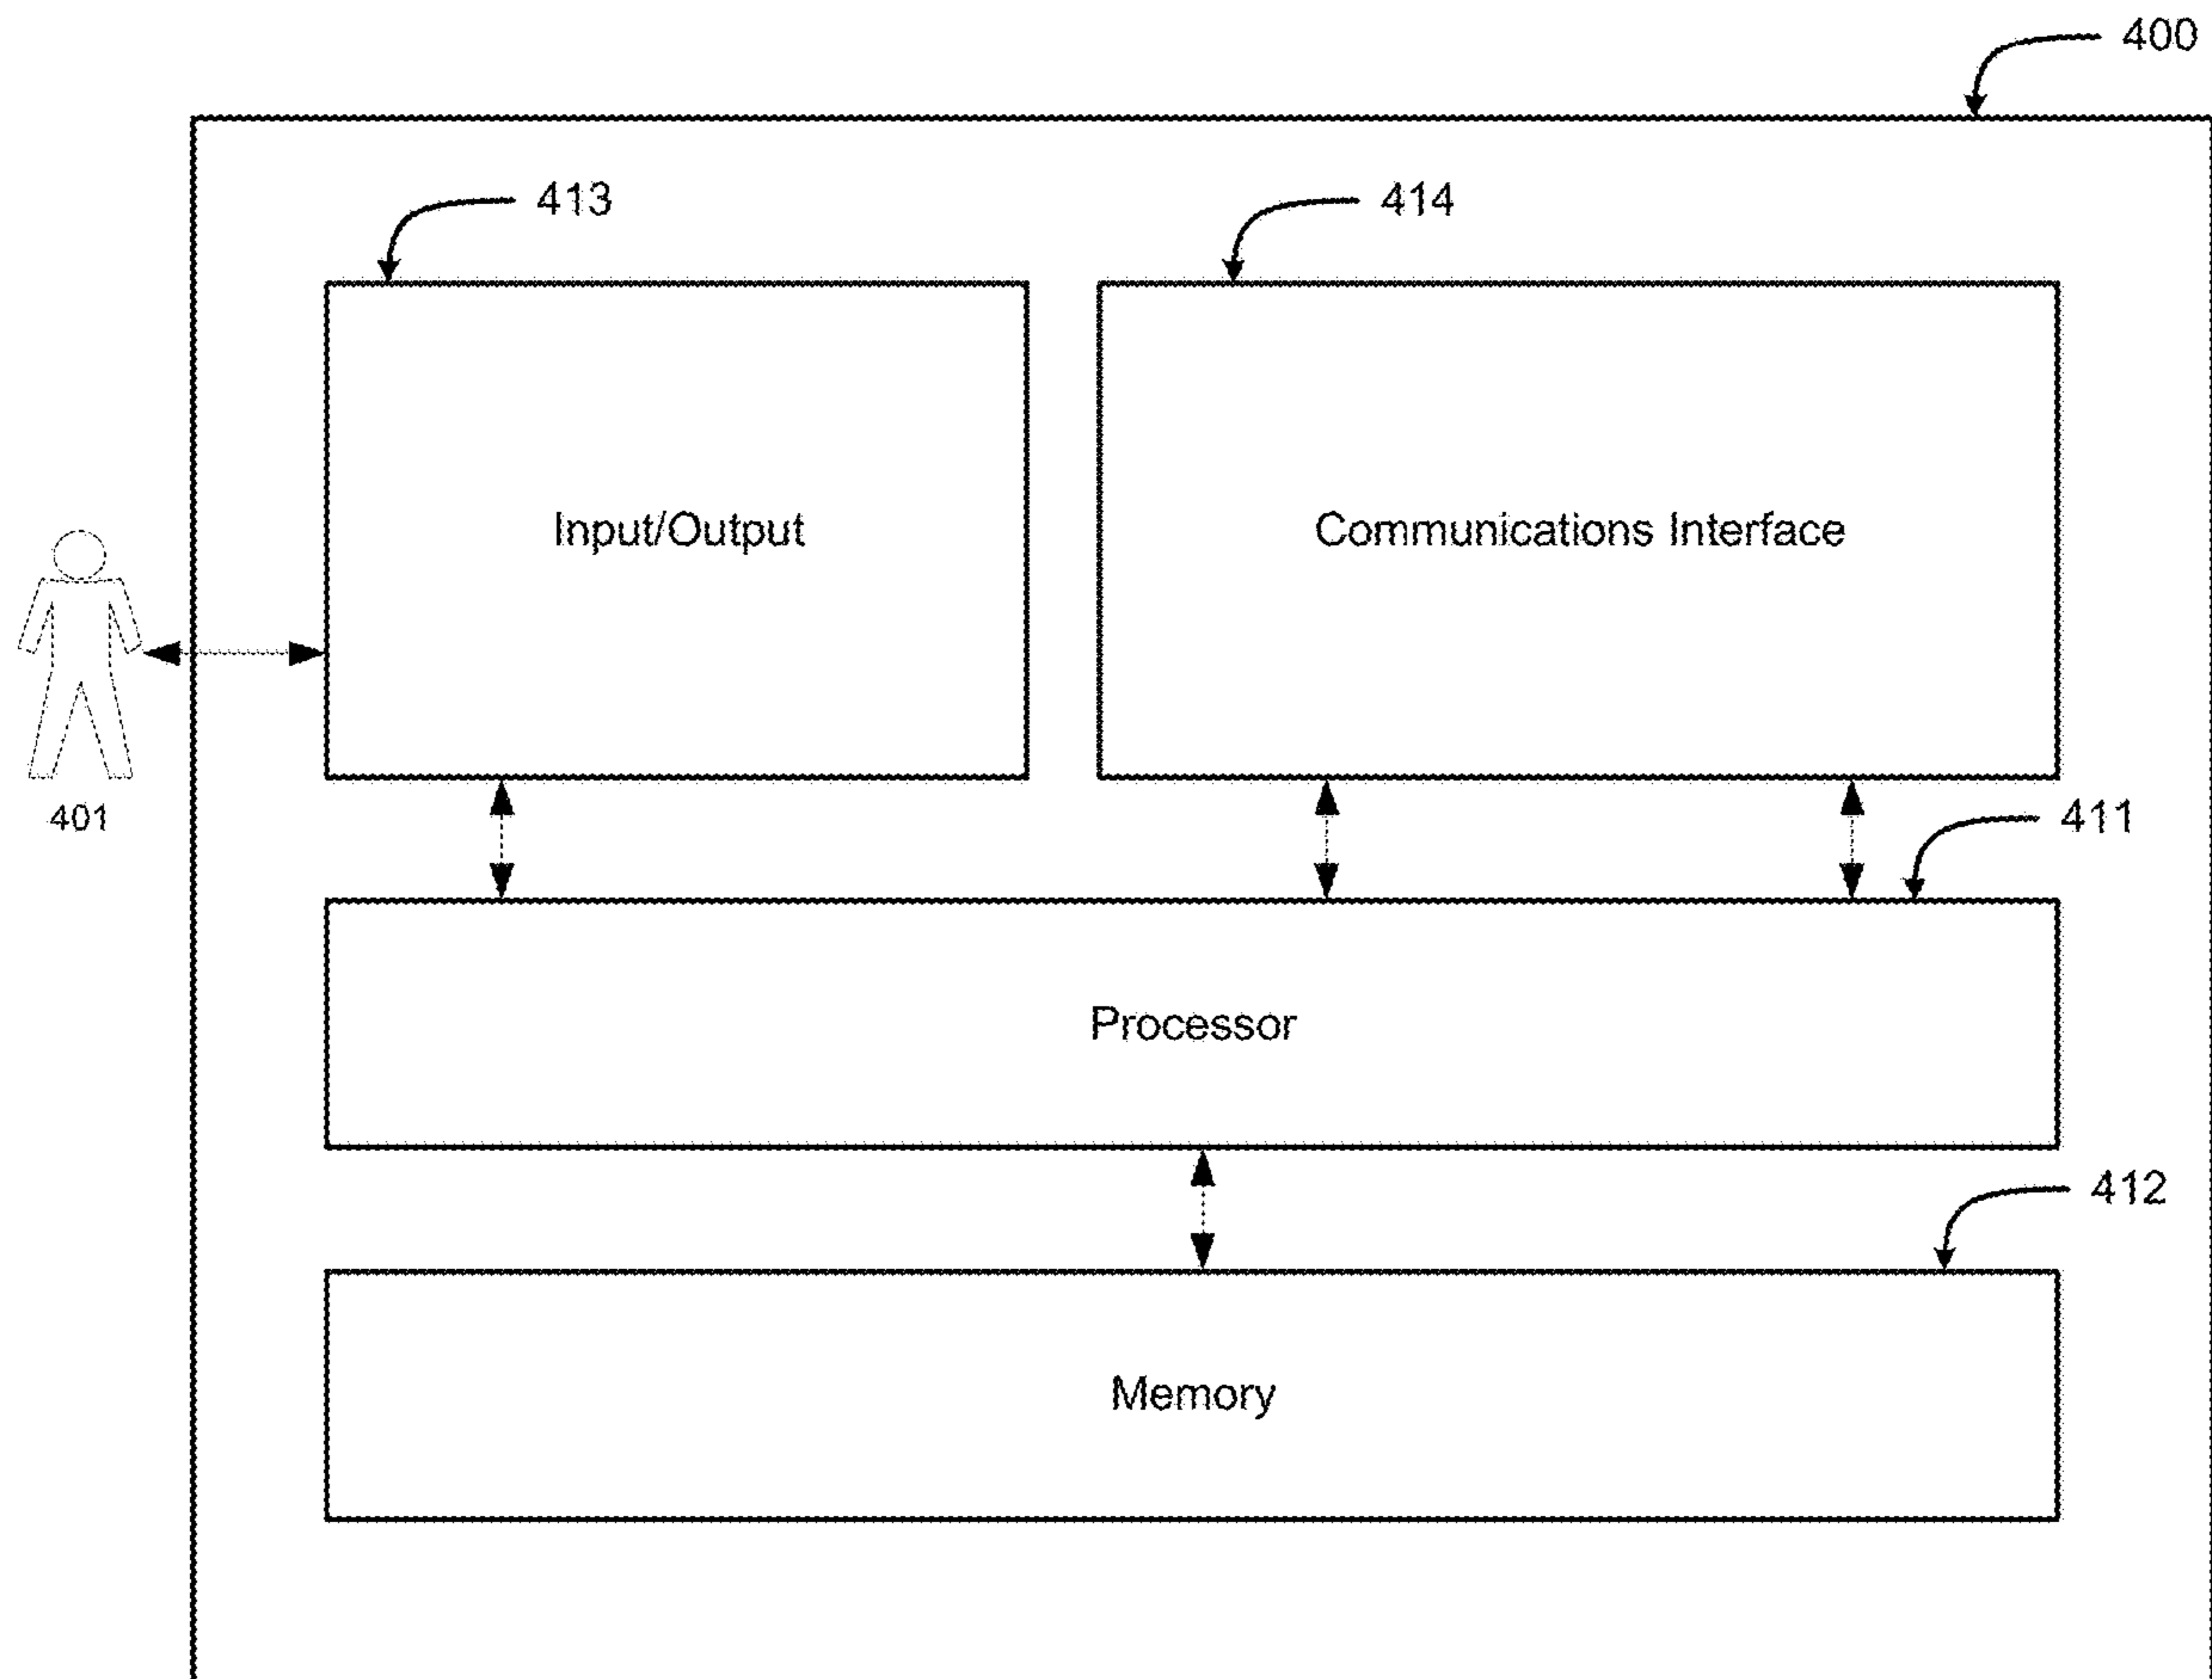 400
413
414
Input/Output
Communications Interface
401
411
Processor
412
Memory